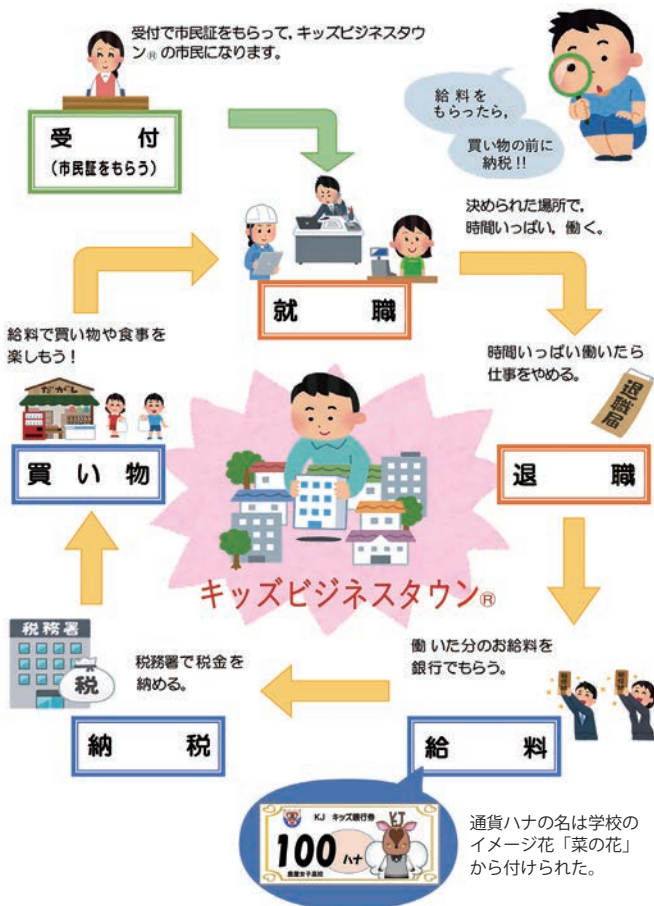 受付で市民証をもらって，キッズビジネスタウ
ン®の市民になります。
受　付
（市民証をもらう）
給料を
もらったら，
買い物の前に
納税!!
決められた場所で，
時間いっぱい，働く。
就　職
給料で買い物や食事を
楽しもう！
だがし
買い物
時間いっぱい働いたら
仕事をやめる。
退職届
退　職
キッズビジネスタウン®
税務署
税
税務署で税金を
納める。
納　税
働いた分のお給料を
銀行でもらう。
給　料
KJ キッズ銀行券
KJ
100 ハナ
通貨ハナの名は学校の
イメージ花「菜の花」
から付けられた。